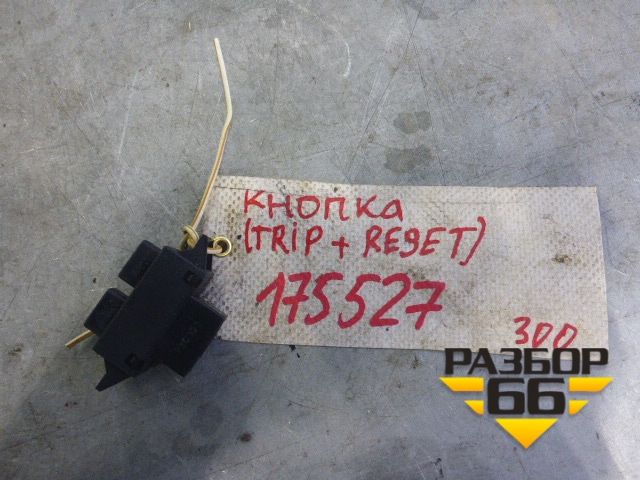 кнопка
(TRIP + RESET)
175527
300
РАЗБОР
66